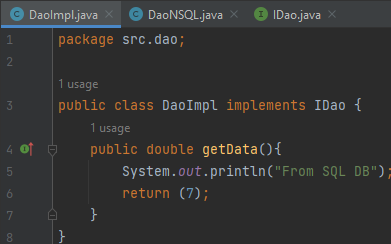 DaoImpl.java × DaoNSQL.java × IDao.java ×
1 package src.dao;
2
1 usage
3 public class DaoImpl implements IDao {
1 usage
4 public double getData(){
5 System.out.println("From SQL DB");
6 return (7);
7 }
8 }